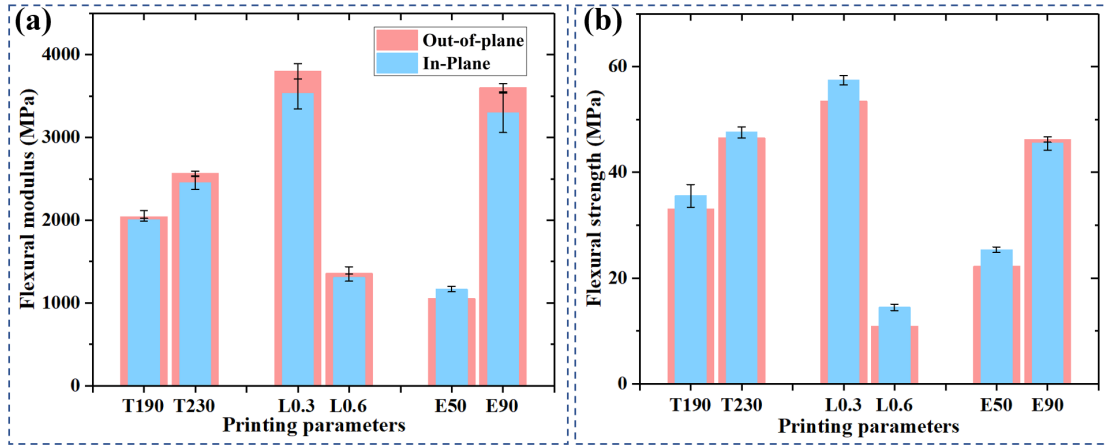 (a)
Out-of-plane
In-Plane
Flexural modulus (MPa)
4000
3000
2000
1000
0
T190 T230 L0.3 L0.6 E50 E90
Printing parameters
(b)
Flexural strength (MPa)
60
40
20
0
T190 T230 L0.3 L0.6 E50 E90
Printing parameters